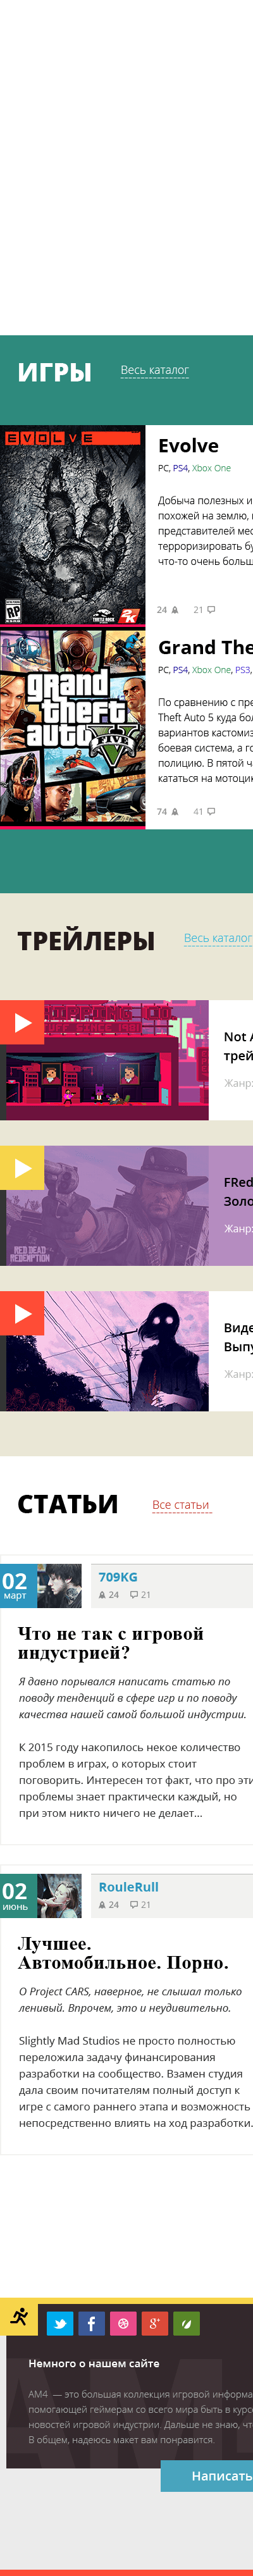 ИГРЫ
Весь каталог
EVOLVE
RP
TURTLE ROCK
2K
Evolve
PC, PS4, Xbox One
Добыча полезных и
похожей на землю,
представителей мес
терроризировать бу
что-то очень больш
24 21
grand
theft
auto
FIVE
Grand The
PC, PS4, Xbox One, PS3,
По сравнению с пре
Theft Auto 5 куда бол
вариантов кастомиз
боевая система, а го
полицию. В пятой ч
кататься на мотоцик
74 41
ТРЕЙЛЕРЫ
Весь каталог
Not
трей
Жанр:
RED DEAD
REDEMPTION
FRed
Золо
Жанр:
Виде
Выпу
Жанр:
СТАТЬИ
Все статьи
02
март
709KG
24 21
Что не так с игровой
индустрией?
Я давно порывался написать статью по
поводу тенденций в сфере игр и по поводу
качества нашей самой большой индустрии.
К 2015 году накопилось некое количество
проблем в играх, о которых стоит
поговорить. Интересен тот факт, что про эти
проблемы знает практически каждый, но
при этом никто ничего не делает...
02
июнь
RouleRull
24 21
Лучшее.
Автомобильное. Порно.
О Project CARS, наверное, не слышал только
ленивый. Впрочем, это и неудивительно.
Slightly Mad Studios не просто полностью
переложила задачу финансирования
разработки на сообщество. Взамен студия
дала своим почитателям полный доступ к
игре с самого раннего этапа и возможность
непосредственно влиять на ход разработки.
Немного о нашем сайте
АМ4 — это большая коллекция игровой информа
помогающей геймерам со всего мира быть в курс
новостей игровой индустрии. Дальше не знаю, чт
В общем, надеюсь макет вам понравится.
Написать